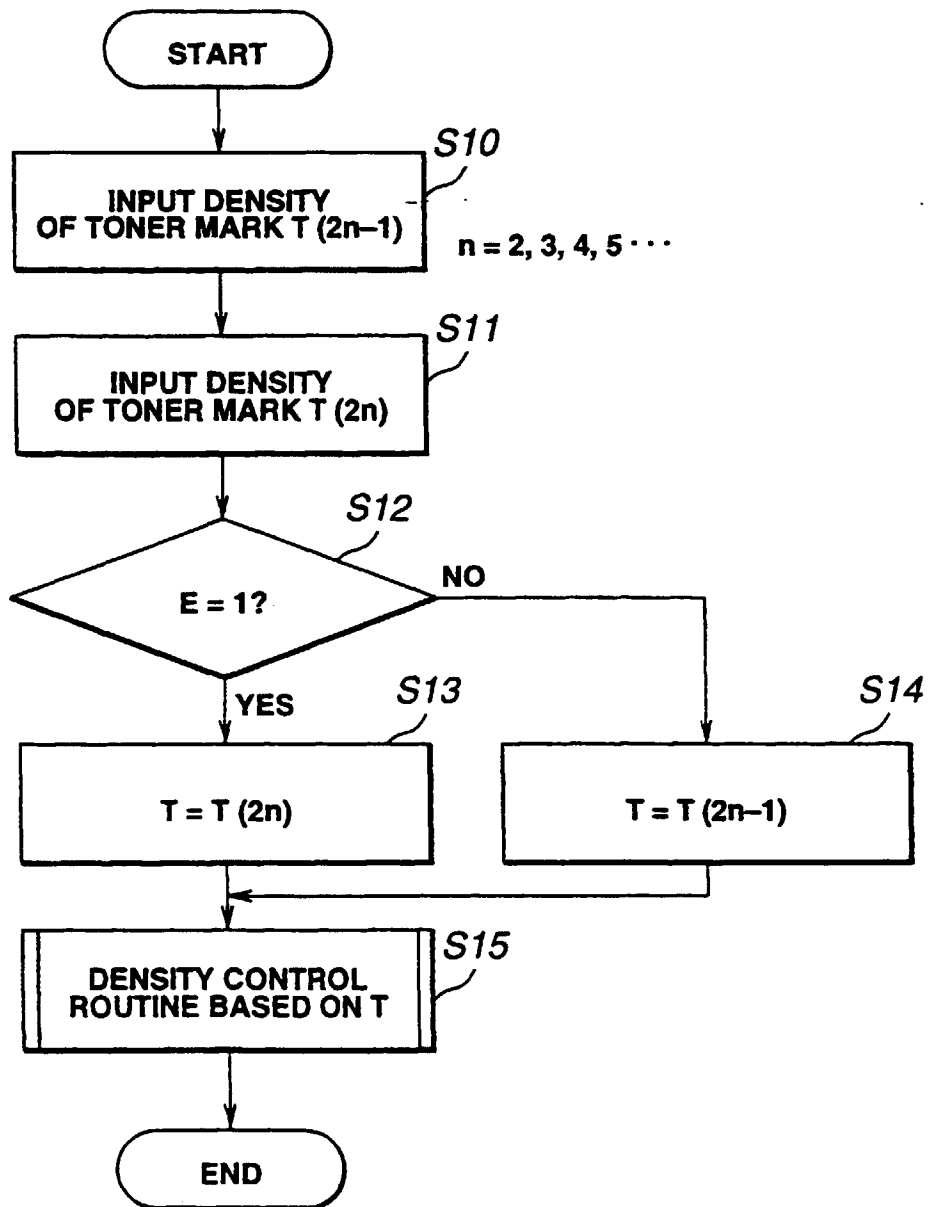 START
S10
INPUT DENSITY
OF TONER MARK T (2n–1)
n = 2, 3, 4, 5 ···
S11
INPUT DENSITY
OF TONER MARK T (2n)
S12
E = 1?
NO
YES
S13
T = T (2n)
S14
T = T (2n–1)
S15
DENSITY CONTROL
ROUTINE BASED ON T
END